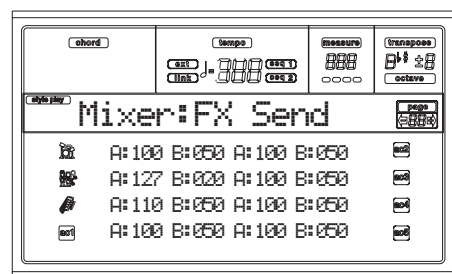 chord tempo measure transpose
ext seq 1
link seq 2
octave
style play
Mixer:FX Send page
A:100 B:050 A:100 B:050 ac2
A:127 B:020 A:100 B:050 ac3
A:110 B:050 A:100 B:050 ac4
ac1 A:100 B:050 A:100 B:050 ac5